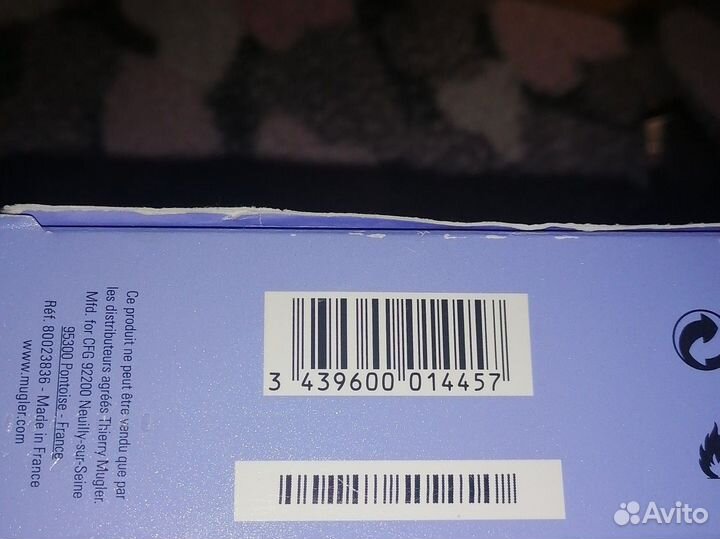 Ce produit ne peut être vendu que par
les distributeurs agréés Thierry Mugler.
Mfd. for CFG 92200 Neuilly-sur-Seine
95300 Pontoise - France
Réf. 80023836 - Made in France
www.mugler.com
3 439600 014457
Avito